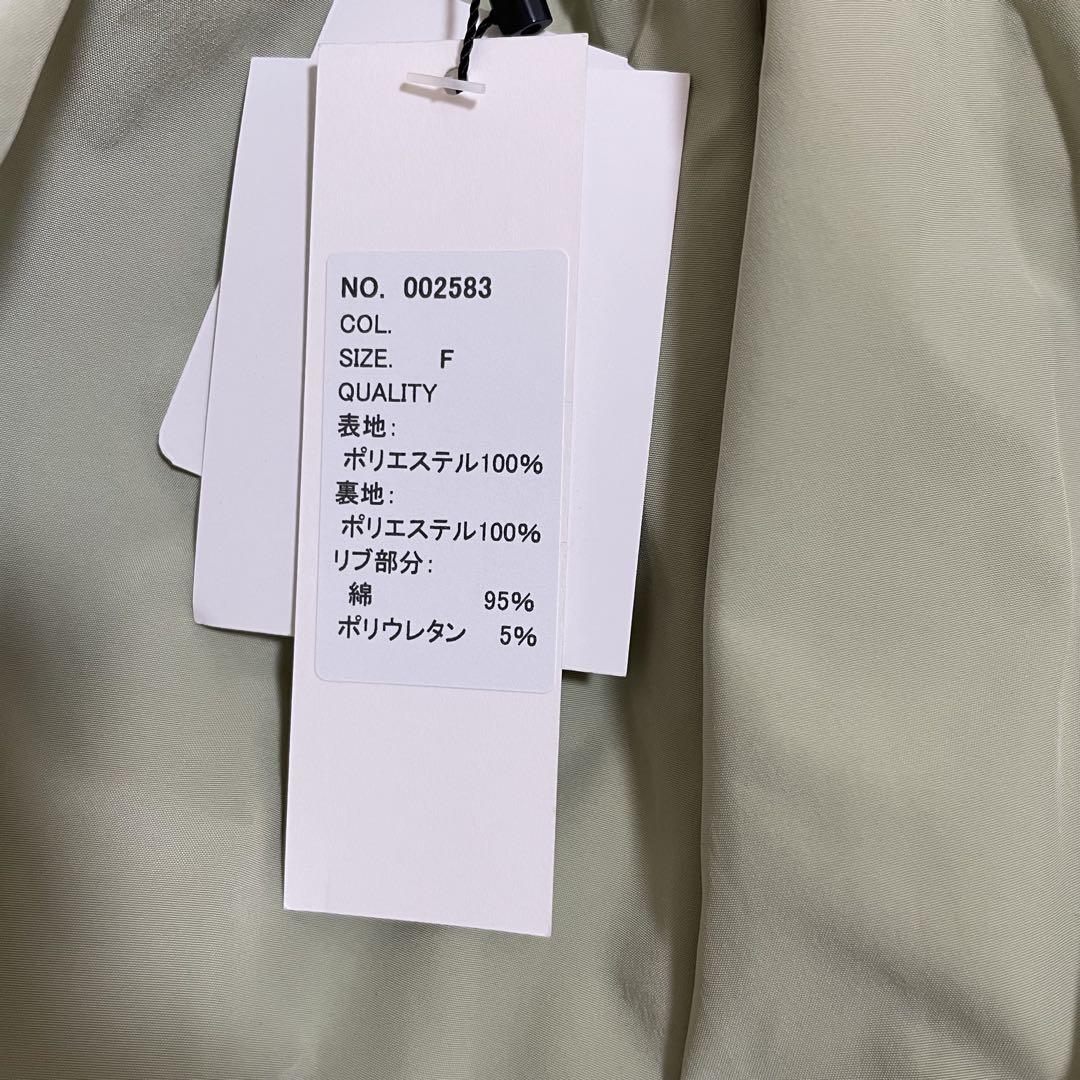 NO. 002583
COL.
SIZE. F
QUALITY
表地:
ポリエステル100%
裏地:
ポリエステル100%
リブ部分:
綿 95%
ポリウレタン 5%